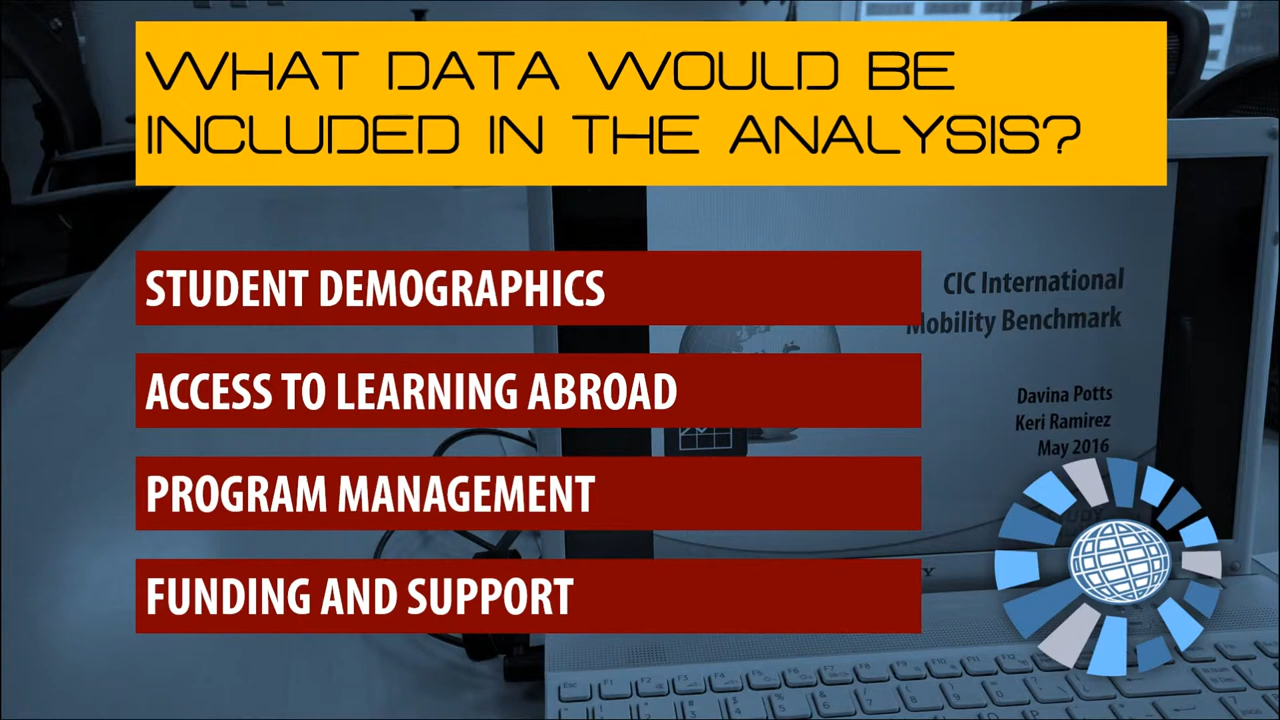 WHAT DATA WOULD BE
INCLUDED IN THE ANALYSIS?
STUDENT DEMOGRAPHICS
CIC International
Mobility Benchmark
ACCESS TO LEARNING ABROAD
Davina Potts
Keri Ramirez
May 2016
PROGRAM MANAGEMENT
FUNDING AND SUPPORT